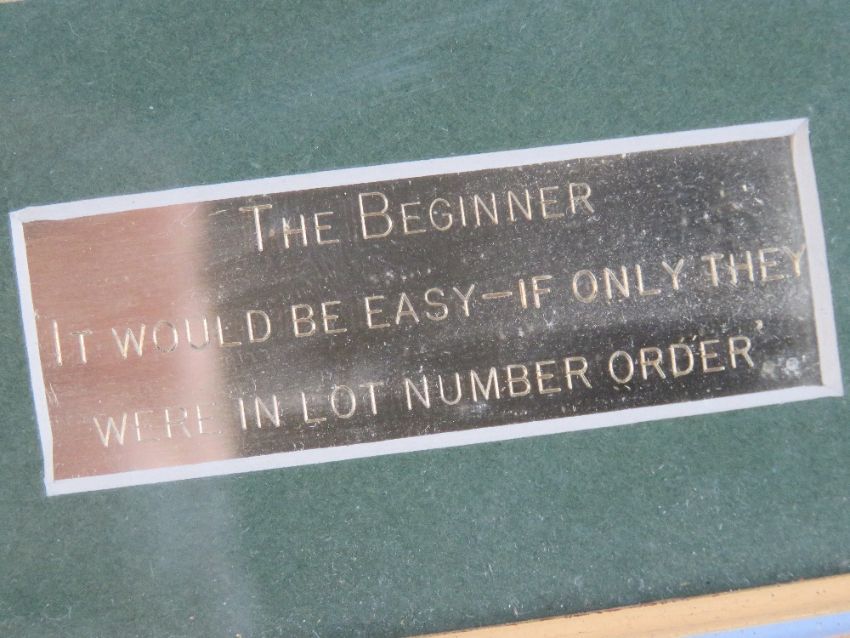 The Beginner
It would be easy—if only they
were in lot number order'